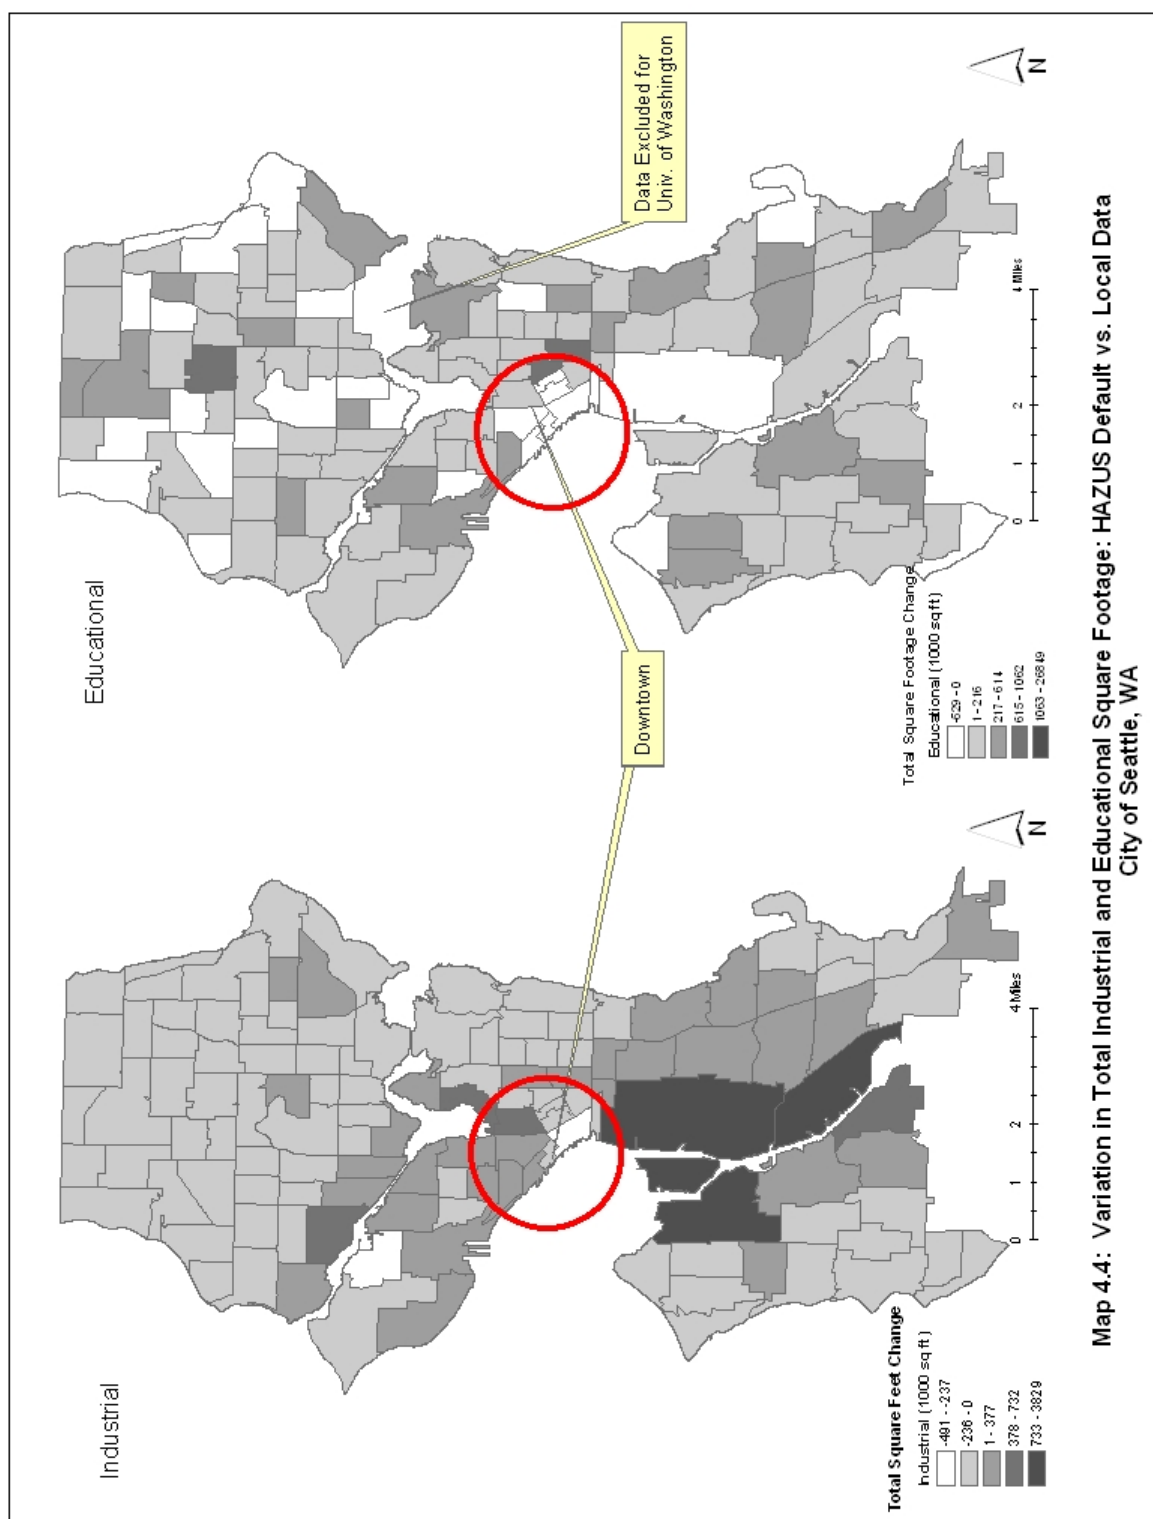 Industrial
Total Square Feet Change
Industrial (1000 sq ft)
-491 - -237
-236 - 0
1 - 377
378 - 732
733 - 3829
0 1 2 4 Miles
N
Downtown
Educational
Data Excluded for
Univ. of Washington
Total Square Footage Change
Educational (1000 sq ft)
-629 - 0
1 - 216
217 - 614
615 - 1062
1063 - 26849
0 1 2 4 Miles
N
Map 4.4: Variation in Total Industrial and Educational Square Footage: HAZUS Default vs. Local Data
City of Seattle, WA